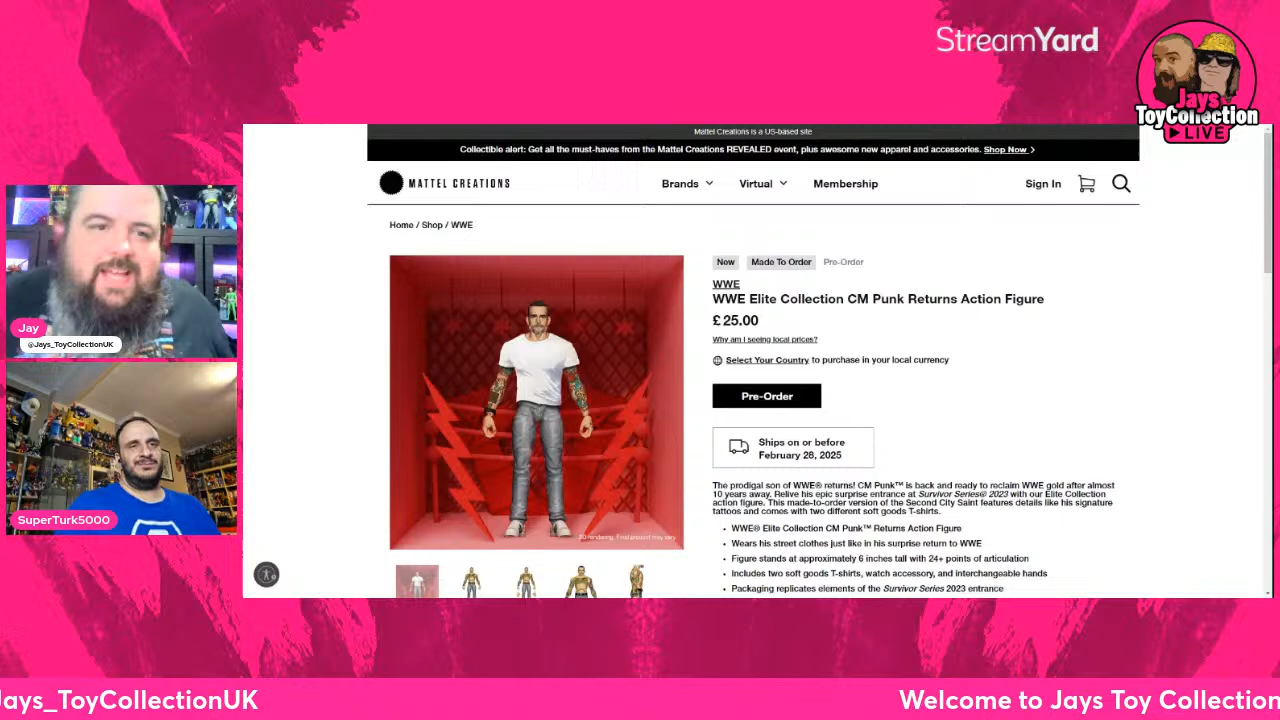 StreamYard
Jays
ToyCollection
LIVE
Mattel Creations is a US-based site
Collectible alert: Get all the must-haves from the Mattel Creations REVEALED event, plus awesome new apparel and accessories. Shop Now >
MATTEL CREATIONS
Brands
Virtual
Membership
Sign In
Home / Shop / WWE
New
Made To Order
Pre-Order
WWE
WWE Elite Collection CM Punk Returns Action Figure
£ 25.00
Why am I seeing local prices?
Select Your Country to purchase in your local currency
Pre-Order
Ships on or before
February 28, 2025
The prodigal son of WWE® returns! CM Punk™ is back and ready to reclaim WWE gold after almost
10 years away. Relive his epic surprise entrance at Survivor Series® 2023 with our Elite Collection
action figure. This made-to-order version of the Second City Saint features details like his signature
tattoos and comes with two different soft goods T-shirts.
• WWE® Elite Collection CM Punk™ Returns Action Figure
• Wears his street clothes just like in his surprise return to WWE
• Figure stands at approximately 6 inches tall with 24+ points of articulation
• Includes two soft goods T-shirts, watch accessory, and interchangeable hands
• Packaging replicates elements of the Survivor Series 2023 entrance
3D rendering. Final product may vary.
Jay
@Jays_ToyCollectionUK
SuperTurk5000
Jays_ToyCollectionUK
Welcome to Jays Toy Collection